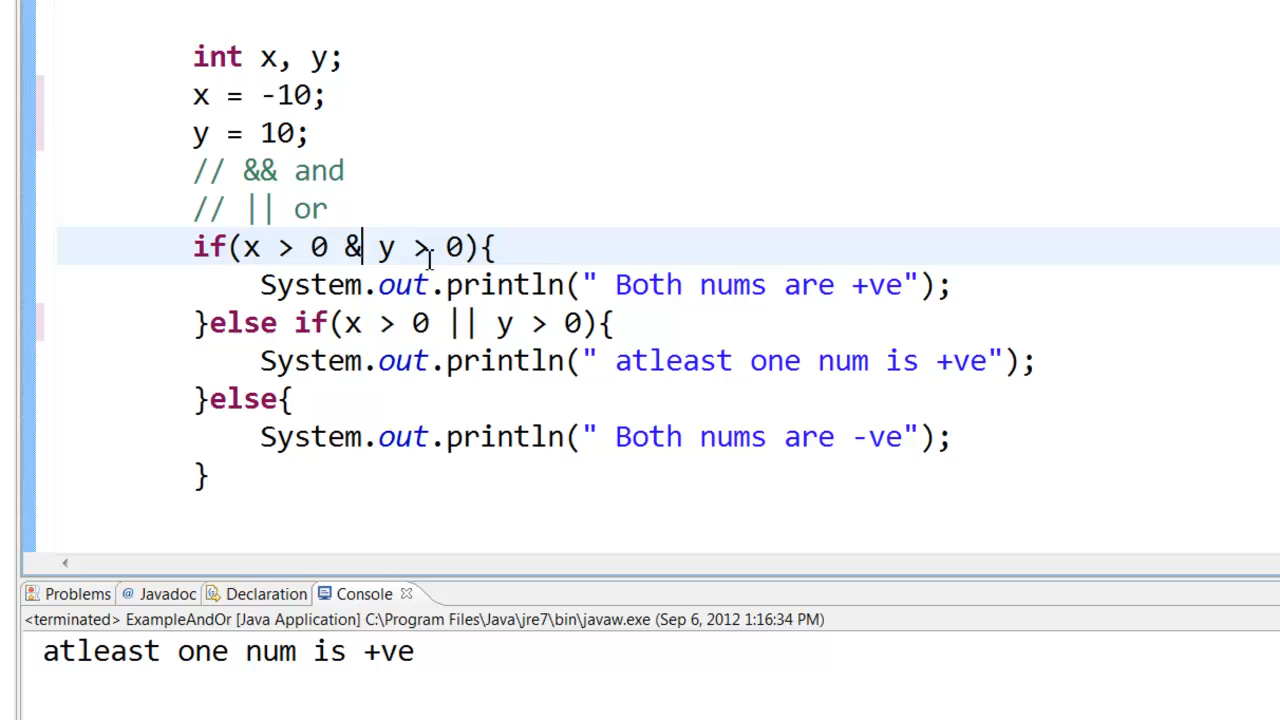 int x, y;
x = -10;
y = 10;
// && and
// || or
if(x > 0 & y > 0){
System.out.println(" Both nums are +ve");
}else if(x > 0 || y > 0){
System.out.println(" atleast one num is +ve");
}else{
System.out.println(" Both nums are -ve");
}
Problems @ Javadoc Declaration Console
<terminated> ExampleAndOr [Java Application] C:\Program Files\Java\jre7\bin\javaw.exe (Sep 6, 2012 1:16:34 PM)
atleast one num is +ve